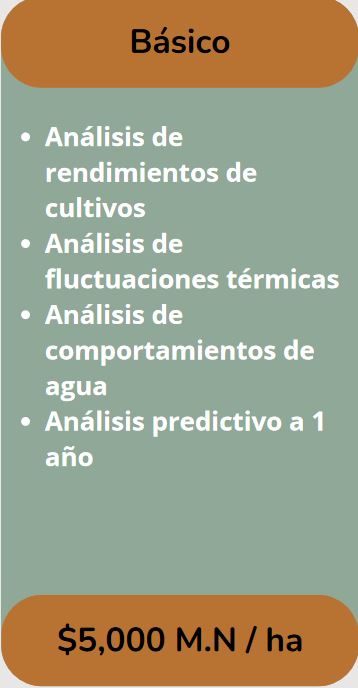 Básico
• Análisis de
rendimientos de
cultivos
• Análisis de
fluctuaciones térmicas
• Análisis de
comportamientos de
agua
• Análisis predictivo a 1
año
$5,000 M.N / ha